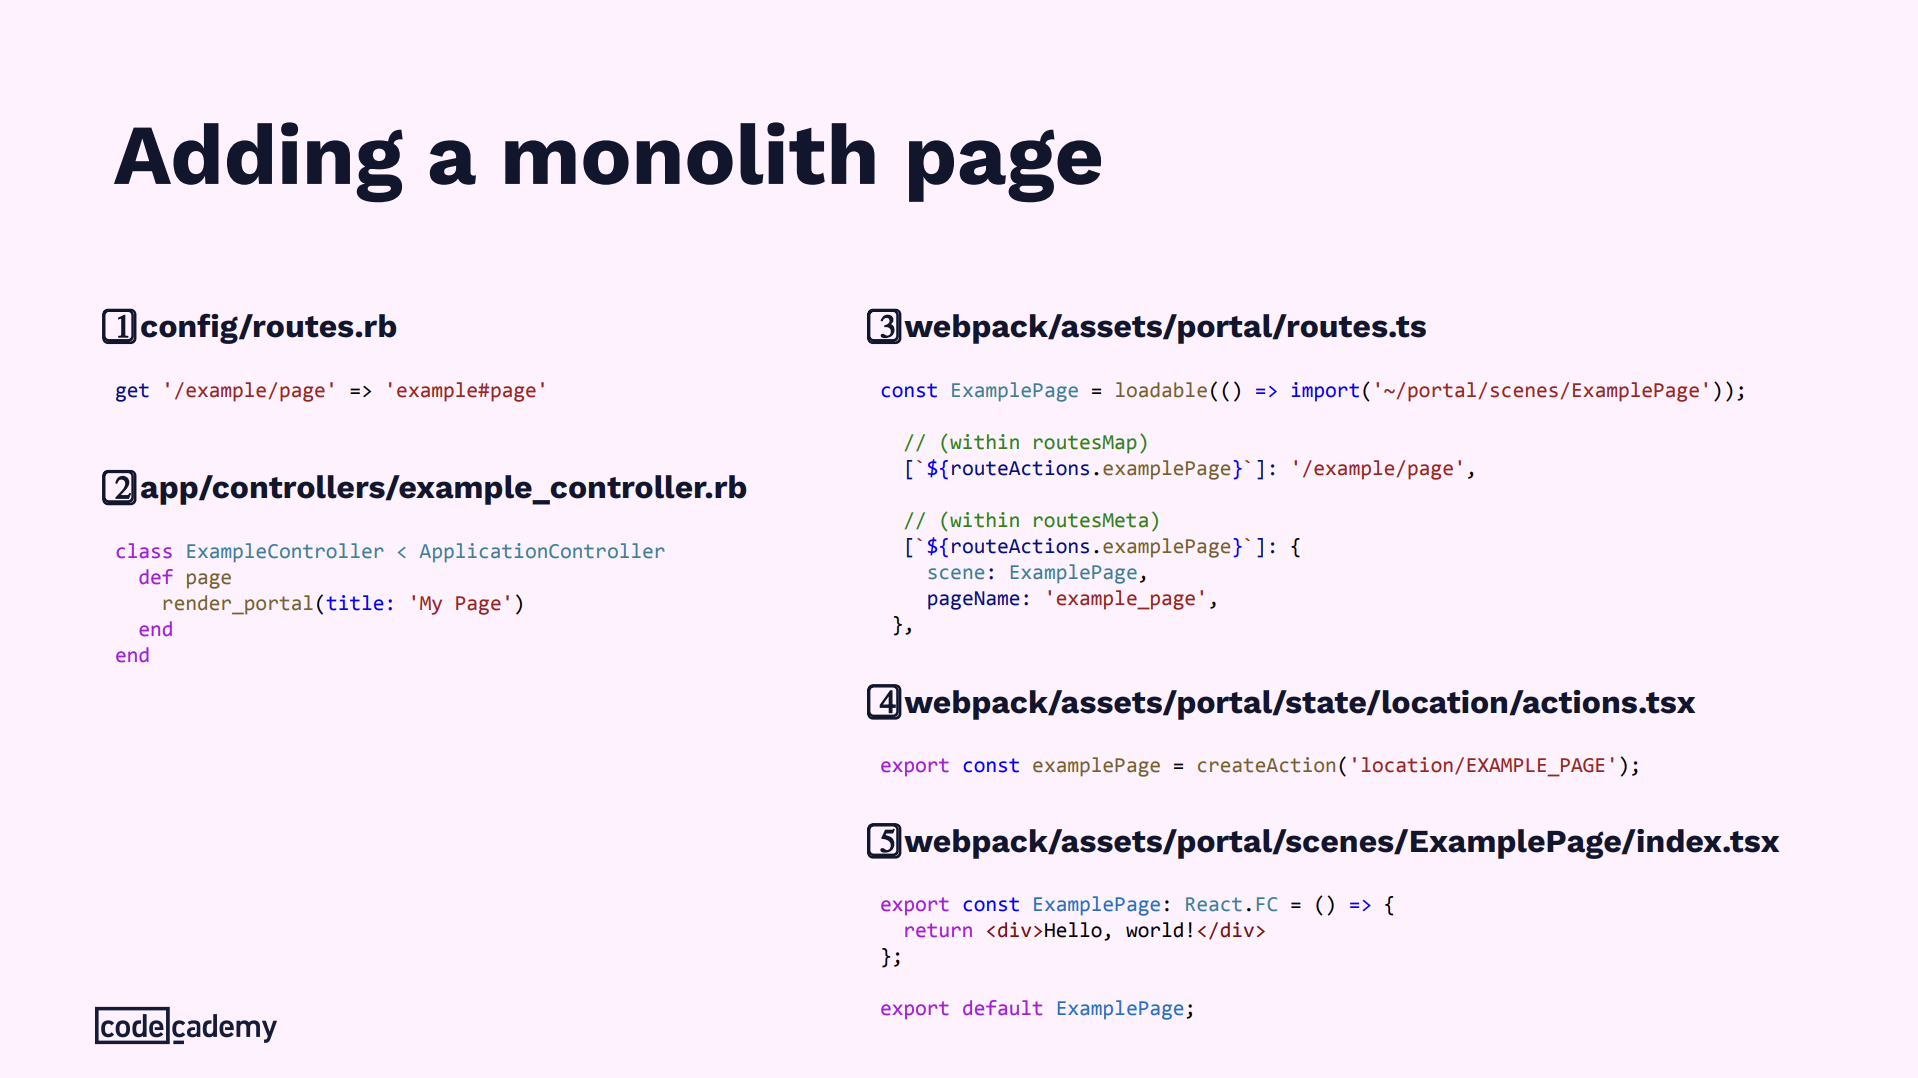 Adding a monolith page
1 config/routes.rb
get '/example/page' => 'example#page'
2 app/controllers/example_controller.rb
class ExampleController < ApplicationController
  def page
    render_portal(title: 'My Page')
  end
end
3 webpack/assets/portal/routes.ts
const ExamplePage = loadable(() => import('~/portal/scenes/ExamplePage'));
  // (within routesMap)
  [`${routeActions.examplePage}`]: '/example/page',
  // (within routesMeta)
  [`${routeActions.examplePage}`]: {
    scene: ExamplePage,
    pageName: 'example_page',
 },
4 webpack/assets/portal/state/location/actions.tsx
export const examplePage = createAction('location/EXAMPLE_PAGE');
5 webpack/assets/portal/scenes/ExamplePage/index.tsx
export const ExamplePage: React.FC = () => {
  return <div>Hello, world!</div>
};
export default ExamplePage;
codecademy